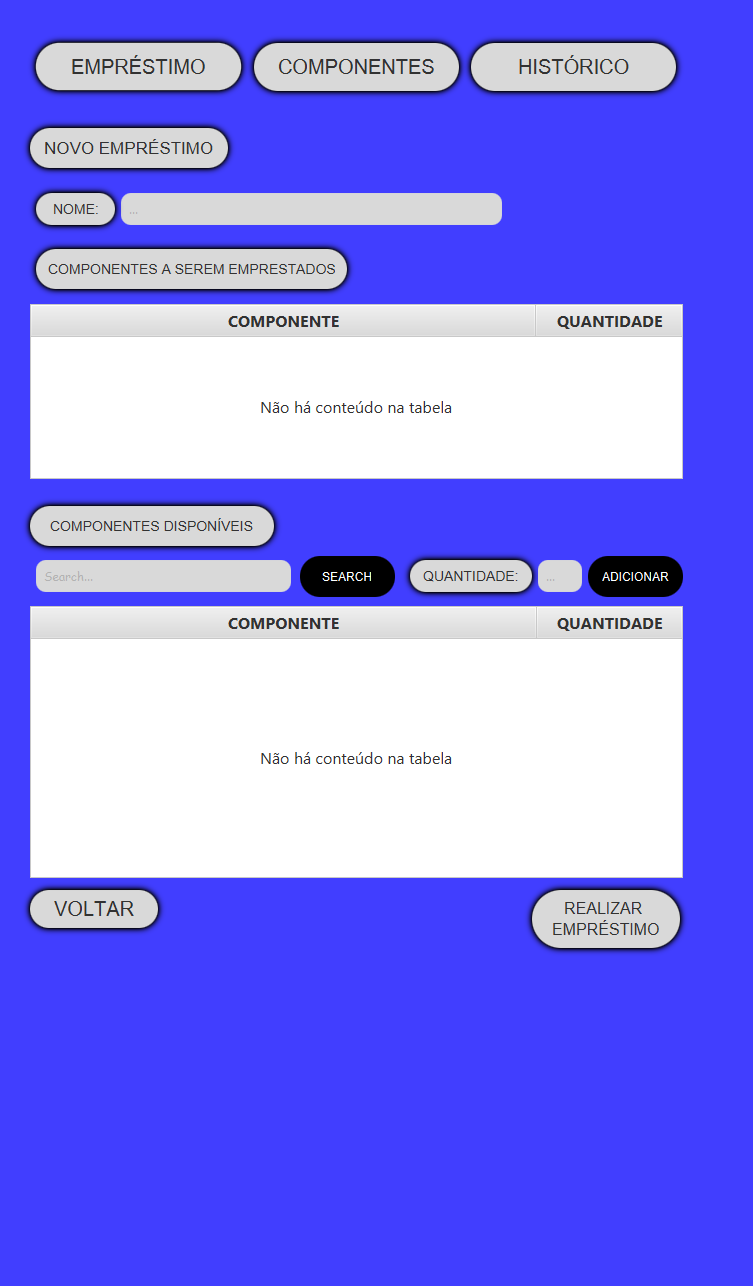 EMPRÉSTIMO COMPONENTES HISTÓRICO
NOVO EMPRÉSTIMO
NOME: ...
COMPONENTES A SEREM EMPRESTADOS
COMPONENTE QUANTIDADE
Não há conteúdo na tabela
COMPONENTES DISPONÍVEIS
Search... SEARCH QUANTIDADE: ... ADICIONAR
COMPONENTE QUANTIDADE
Não há conteúdo na tabela
VOLTAR
REALIZAR
EMPRÉSTIMO